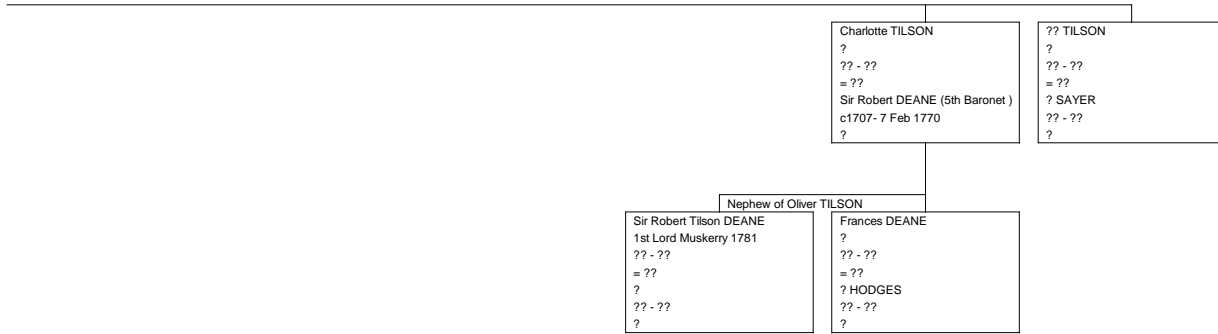 Charlotte TILSON
?
?? - ??
= ??
Sir Robert DEANE (5th Baronet )
c1707- 7 Feb 1770
?
?? TILSON
?
?? - ??
= ??
? SAYER
?? - ??
?
Nephew of Oliver TILSON
Sir Robert Tilson DEANE
1st Lord Muskerry 1781
?? - ??
= ??
?
?? - ??
?
Frances DEANE
?
?? - ??
= ??
? HODGES
?? - ??
?